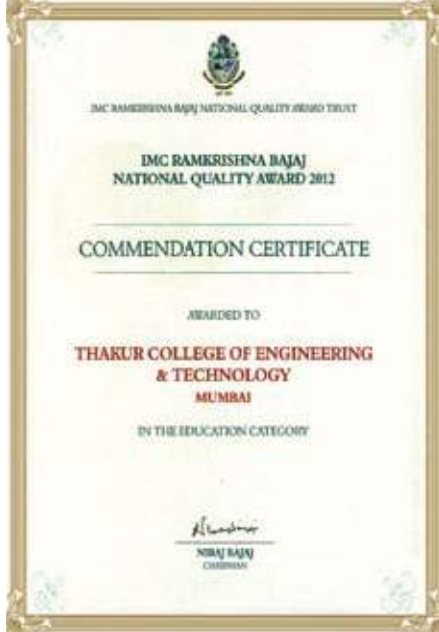 IMC RAMKRISHNA BAJAJ NATIONAL QUALITY AWARD TRUST
IMC RAMKRISHNA BAJAJ
NATIONAL QUALITY AWARD 2012
COMMENDATION CERTIFICATE
AWARDED TO
THAKUR COLLEGE OF ENGINEERING
& TECHNOLOGY
MUMBAI
IN THE EDUCATION CATEGORY
NIRAJ BAJAJ
CHAIRMAN